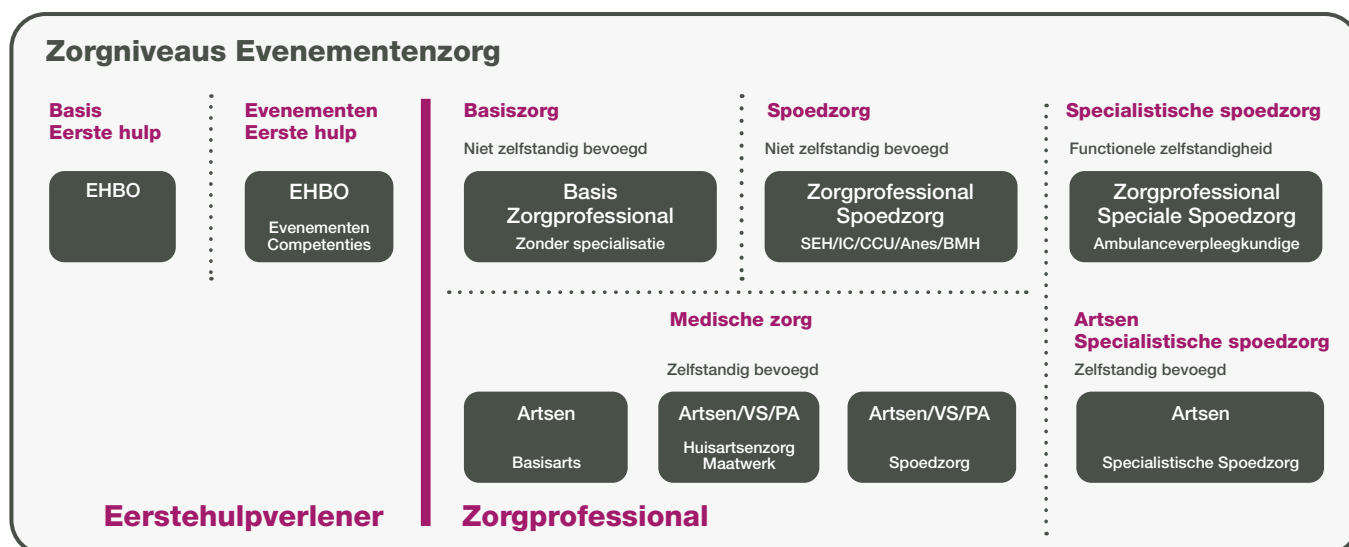 Zorgniveaus Evenementenzorg
Basis
Eerste hulp
EHBO
Evenementen
Eerste hulp
EHBO
Evenementen
Competenties
Basiszorg
Niet zelfstandig bevoegd
Basis
Zorgprofessional
Zonder specialisatie
Spoedzorg
Niet zelfstandig bevoegd
Zorgprofessional
Spoedzorg
SEH/IC/CCU/Anes/BMH
Specialistische spoedzorg
Functionele zelfstandigheid
Zorgprofessional
Speciale Spoedzorg
Ambulanceverpleegkundige
Medische zorg
Zelfstandig bevoegd
Artsen
Basisarts
Artsen/VS/PA
Huisartsenzorg
Maatwerk
Artsen/VS/PA
Spoedzorg
Artsen
Specialistische spoedzorg
Zelfstandig bevoegd
Artsen
Specialistische Spoedzorg
Eerstehulpverlener
Zorgprofessional